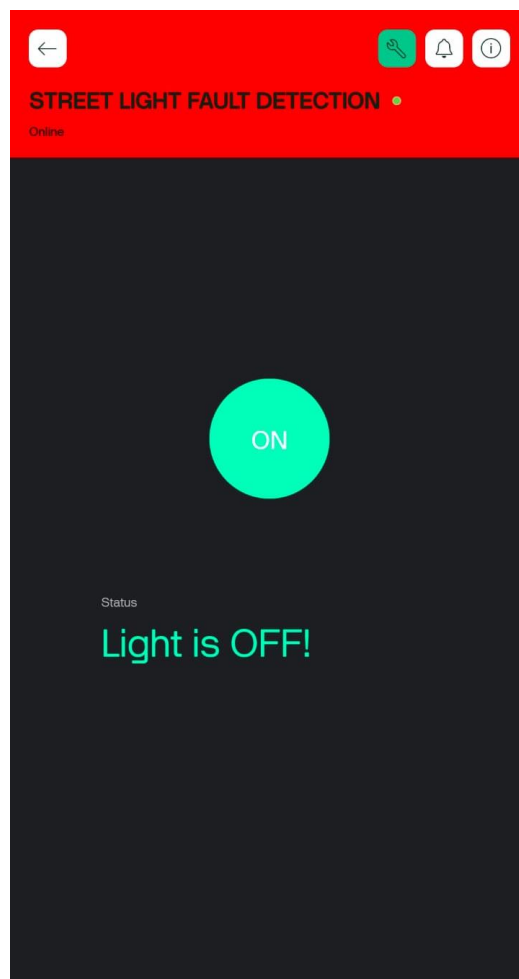 STREET LIGHT FAULT DETECTION
Online
ON
Status
Light is OFF!